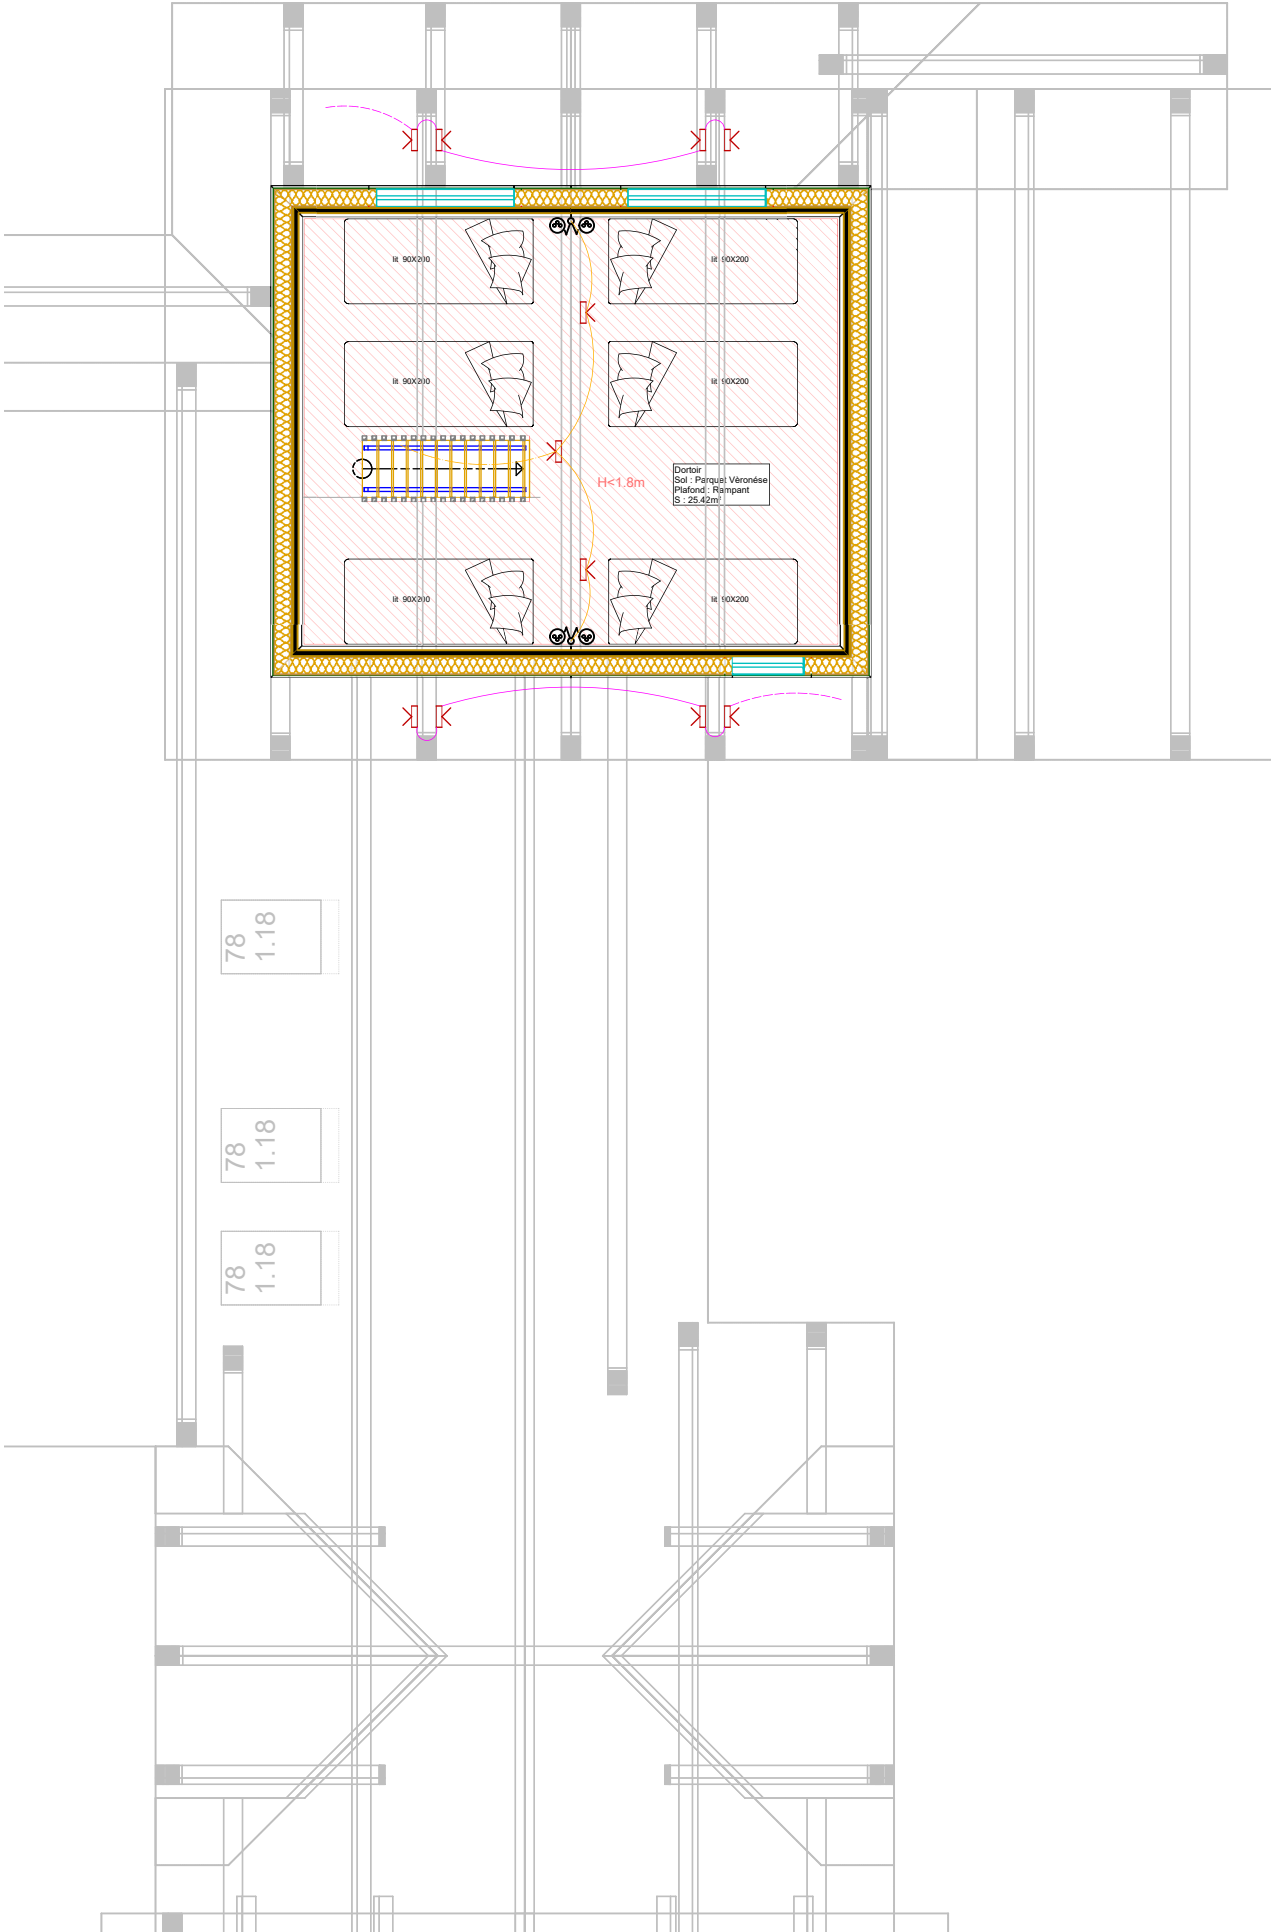 lit 90X200
lit 90X200
lit 90X200
lit 90X200
H<1.8m
Dortoir
Sol : Parquet Véronése
Plafond : Rampant
S : 25.42m²
lit 90X200
lit 90X200
78
1.18
78
1.18
78
1.18